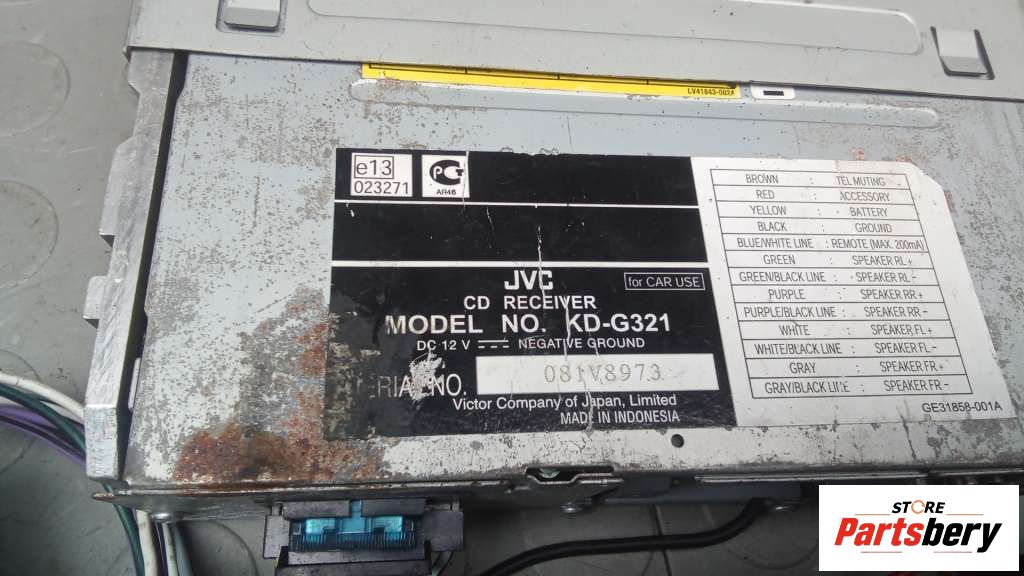 LV41843-002A
e13
023271
PG
AR46
JVC
for CAR USE
CD RECEIVER
MODEL NO. KD-G321
DC 12 V NEGATIVE GROUND
NO. 081V8973
Victor Company of Japan, Limited
MADE IN INDONESIA
BROWN : TEL MUTING
RED : ACCESSORY
YELLOW : BATTERY
BLACK : GROUND
BLUE/WHITE LINE : REMOTE (MAX. 200mA)
GREEN : SPEAKER RL+
GREEN/BLACK LINE : SPEAKER RL-
PURPLE : SPEAKER RR+
PURPLE/BLACK LINE : SPEAKER RR-
WHITE : SPEAKER FL+
WHITE/BLACK LINE : SPEAKER FL-
GRAY : SPEAKER FR+
GRAY/BLACK LINE : SPEAKER FR-
GE31858-001A
STORE
Partsbery